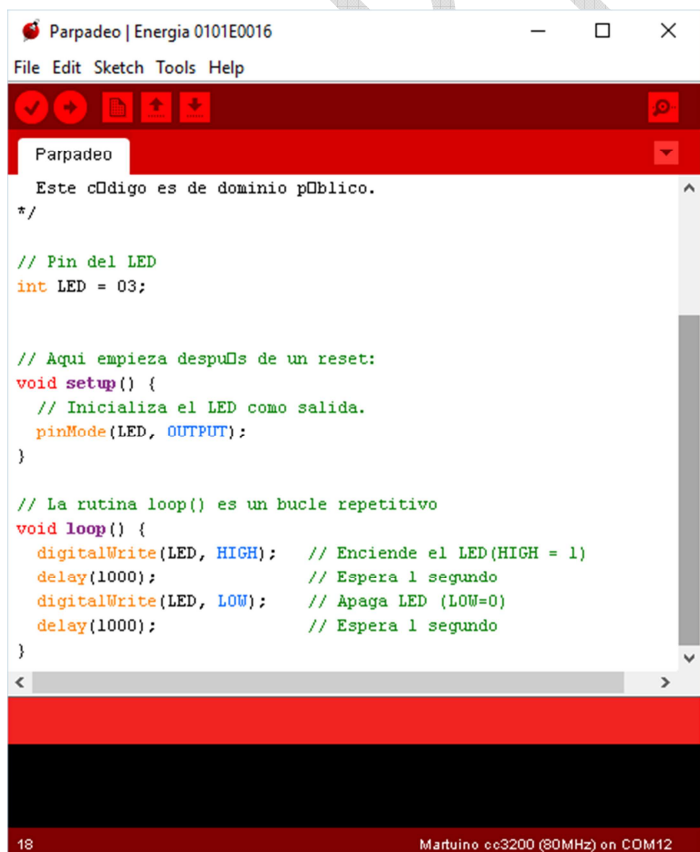 Parpadeo | Energia 0101E0016
File Edit Sketch Tools Help
Parpadeo
Este c□digo es de dominio p□blico.
*/
// Pin del LED
int LED = 03;
// Aqui empieza despu□s de un reset:
void setup() {
// Inicializa el LED como salida.
pinMode(LED, OUTPUT);
}
// La rutina loop() es un bucle repetitivo
void loop() {
digitalWrite(LED, HIGH); // Enciende el LED(HIGH = 1)
delay(1000); // Espera 1 segundo
digitalWrite(LED, LOW); // Apaga LED (LOW=0)
delay(1000); // Espera 1 segundo
}
18 Martuino cc3200 (80MHz) on COM12